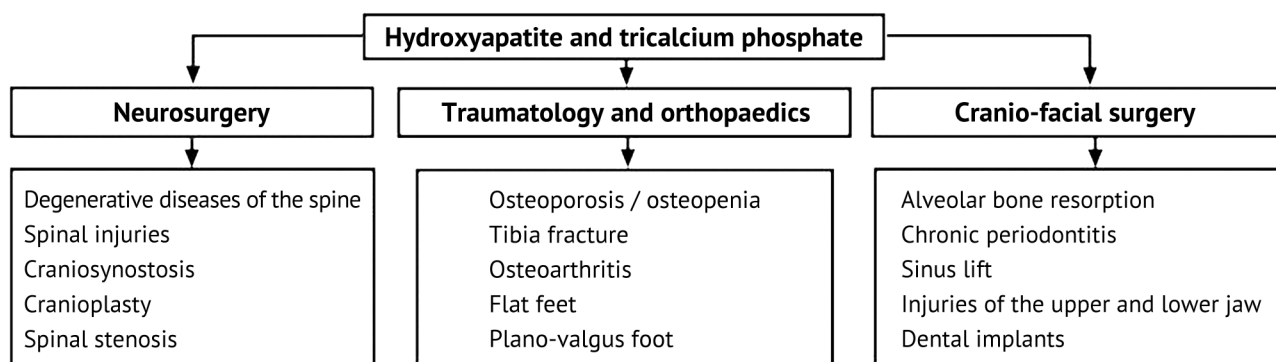 Hydroxyapatite and tricalcium phosphate
Neurosurgery
Degenerative diseases of the spine
Spinal injuries
Craniosynostosis
Cranioplasty
Spinal stenosis
Traumatology and orthopaedics
Osteoporosis / osteopenia
Tibia fracture
Osteoarthritis
Flat feet
Plano-valgus foot
Cranio-facial surgery
Alveolar bone resorption
Chronic periodontitis
Sinus lift
Injuries of the upper and lower jaw
Dental implants